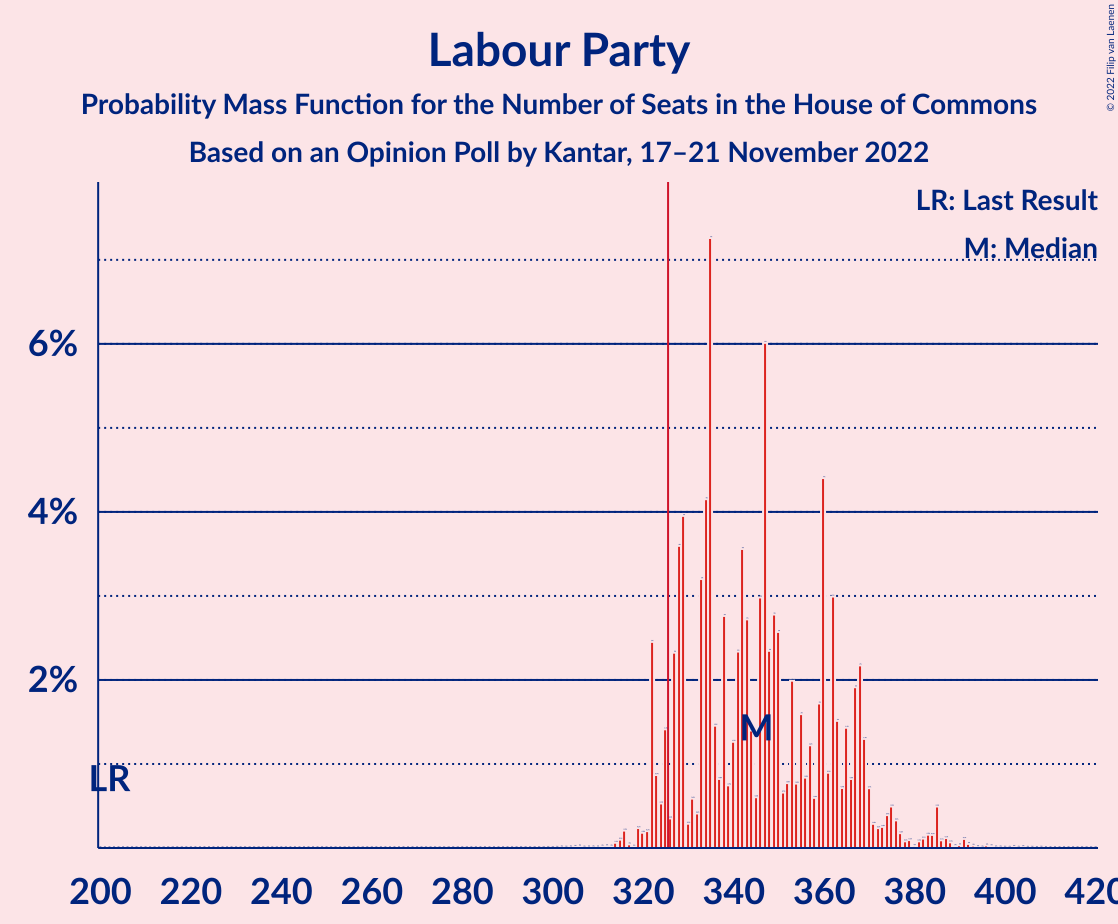 Labour Party
Probability Mass Function for the Number of Seats in the House of Commons
Based on an Opinion Poll by Kantar, 17–21 November 2022
© 2022 Filip van Laenen
LR: Last Result
M: Median
6%
4%
2%
M
LR
200 220 240 260 280 300 320 340 360 380 400 420